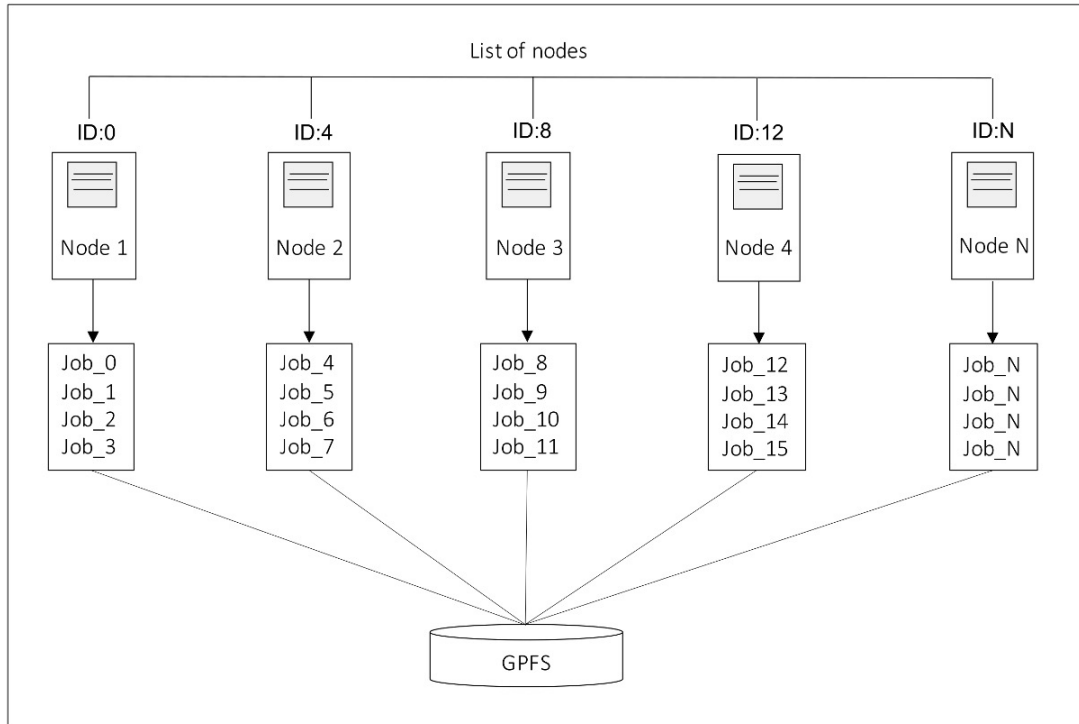 List of nodes
ID:0 ID:4 ID:8 ID:12 ID:N
Node 1 Node 2 Node 3 Node 4 Node N
Job_0 Job_4 Job_8 Job_12 Job_N
Job_1 Job_5 Job_9 Job_13 Job_N
Job_2 Job_6 Job_10 Job_14 Job_N
Job_3 Job_7 Job_11 Job_15 Job_N
GPFS